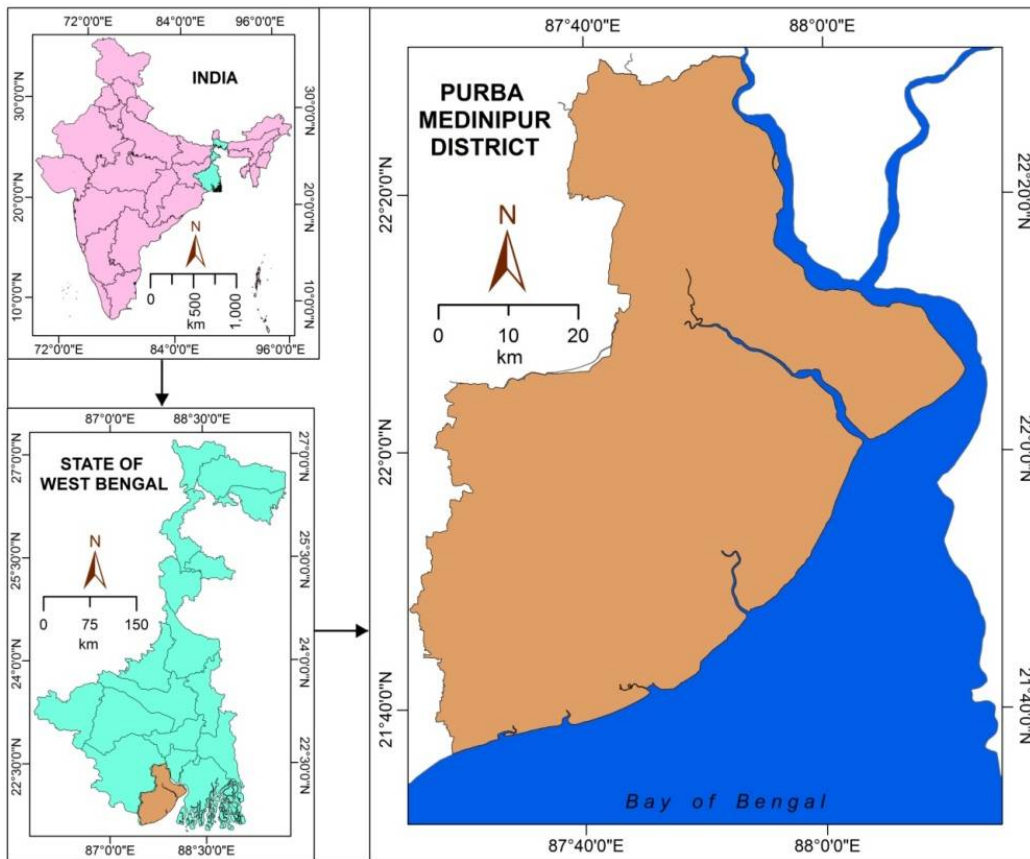 72°0'0"E 84°0'0"E 96°0'0"E
INDIA
30°0'0"N
30°0'0"N
20°0'0"N
20°0'0"N
10°0'0"N
10°0'0"N
N
0 500 1,000
km
72°0'0"E 84°0'0"E 96°0'0"E
87°0'0"E 88°30'0"E
STATE OF
WEST BENGAL
27°0'0"N
27°0'0"N
25°30'0"N
25°30'0"N
24°0'0"N
24°0'0"N
22°30'0"N
22°30'0"N
N
0 75 150
km
87°0'0"E 88°30'0"E
87°40'0"E 88°0'0"E
PURBA
MEDINIPUR
DISTRICT
22°20'0"N
22°20'0"N
N
0 10 20
km
22°0'0"N
22°0'0"N
21°40'0"N
21°40'0"N
Bay of Bengal
87°40'0"E 88°0'0"E